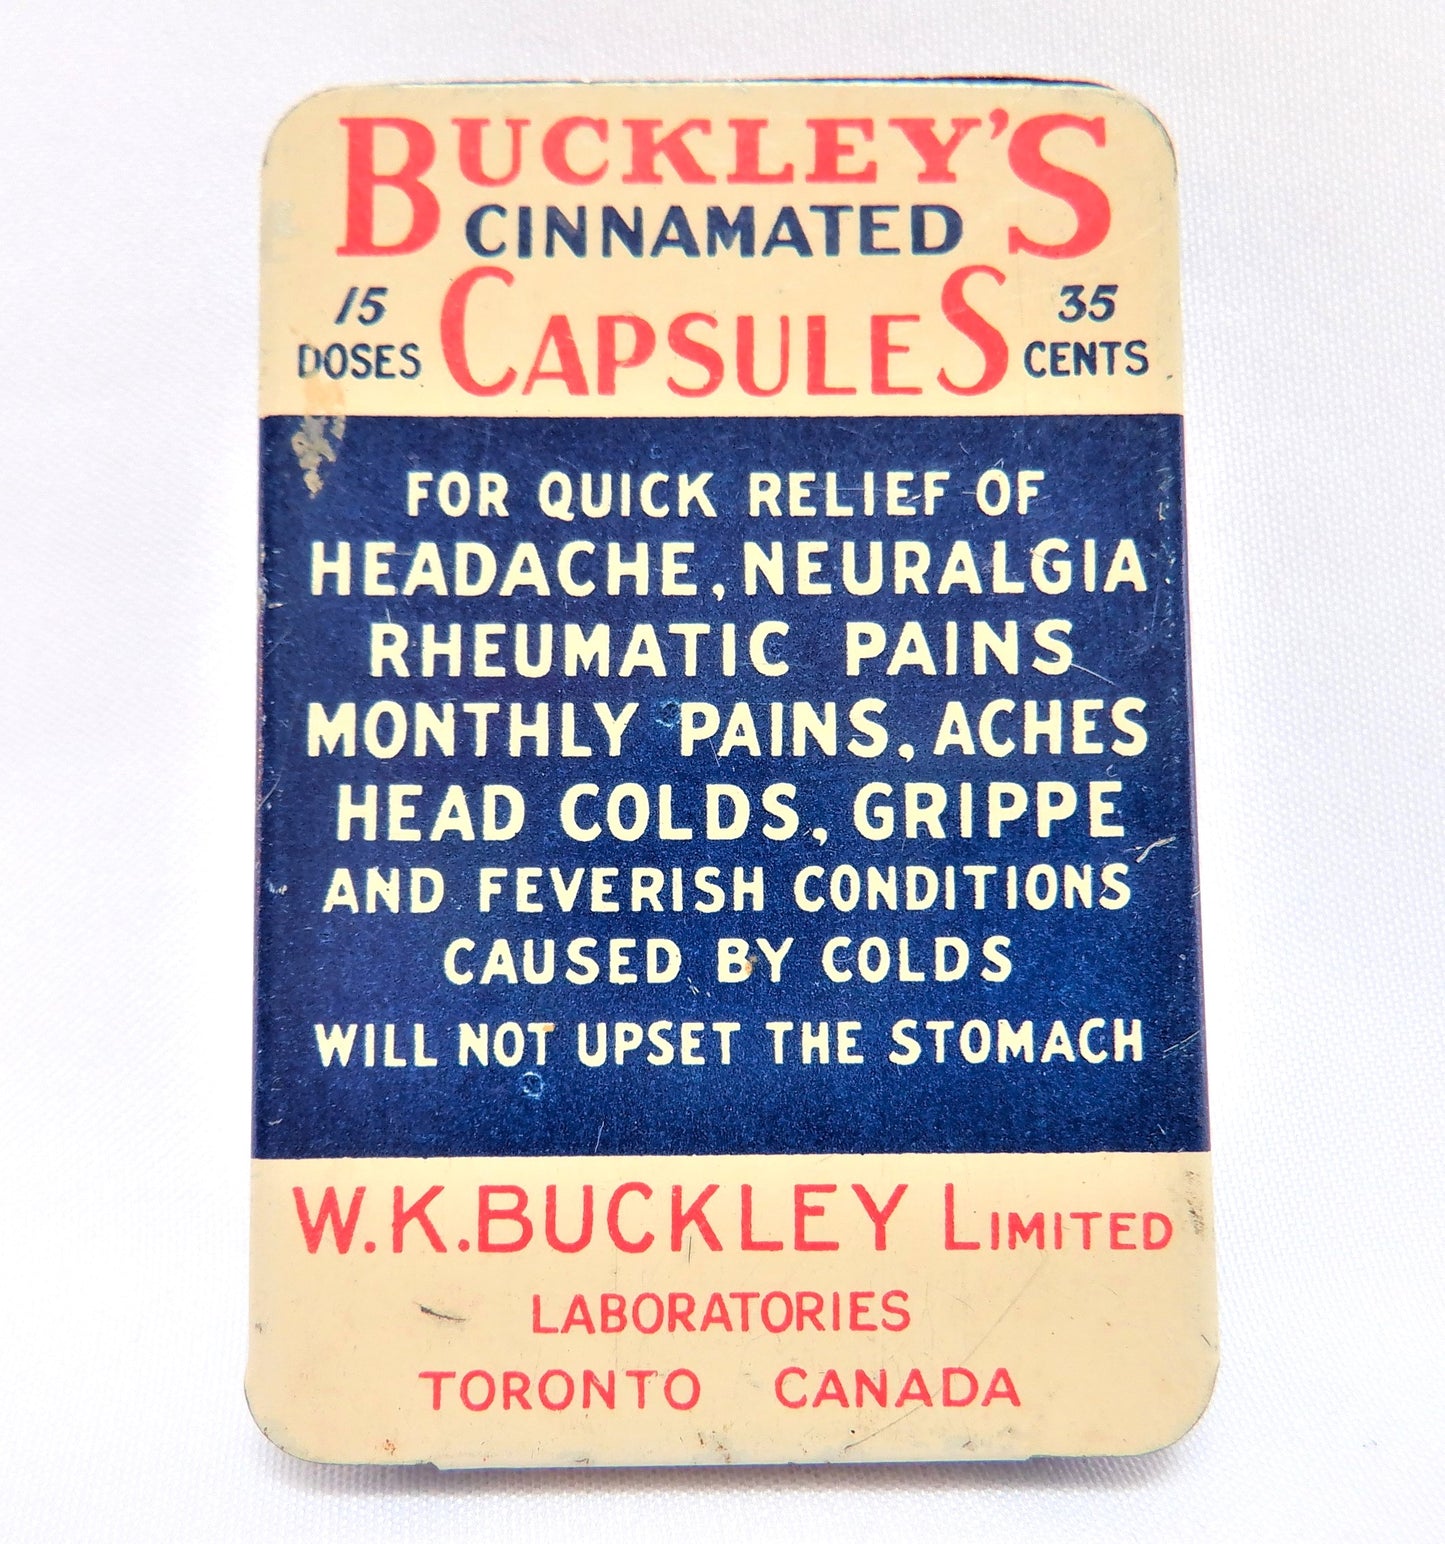 BUCKLEY'S
CINNAMATED
CAPSULES
15
DOSES
35
CENTS
FOR QUICK RELIEF OF
HEADACHE, NEURALGIA
RHEUMATIC PAINS
MONTHLY PAINS, ACHES
HEAD COLDS, GRIPPE
AND FEVERISH CONDITIONS
CAUSED BY COLDS
WILL NOT UPSET THE STOMACH
W.K.BUCKLEY LIMITED
LABORATORIES
TORONTO CANADA